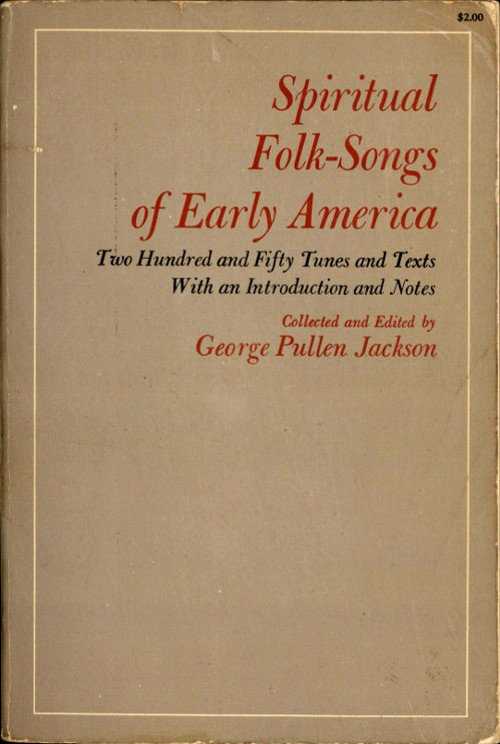 $2.00
Spiritual
Folk-Songs
of Early America
Two Hundred and Fifty Tunes and Texts
With an Introduction and Notes
Collected and Edited by
George Pullen Jackson